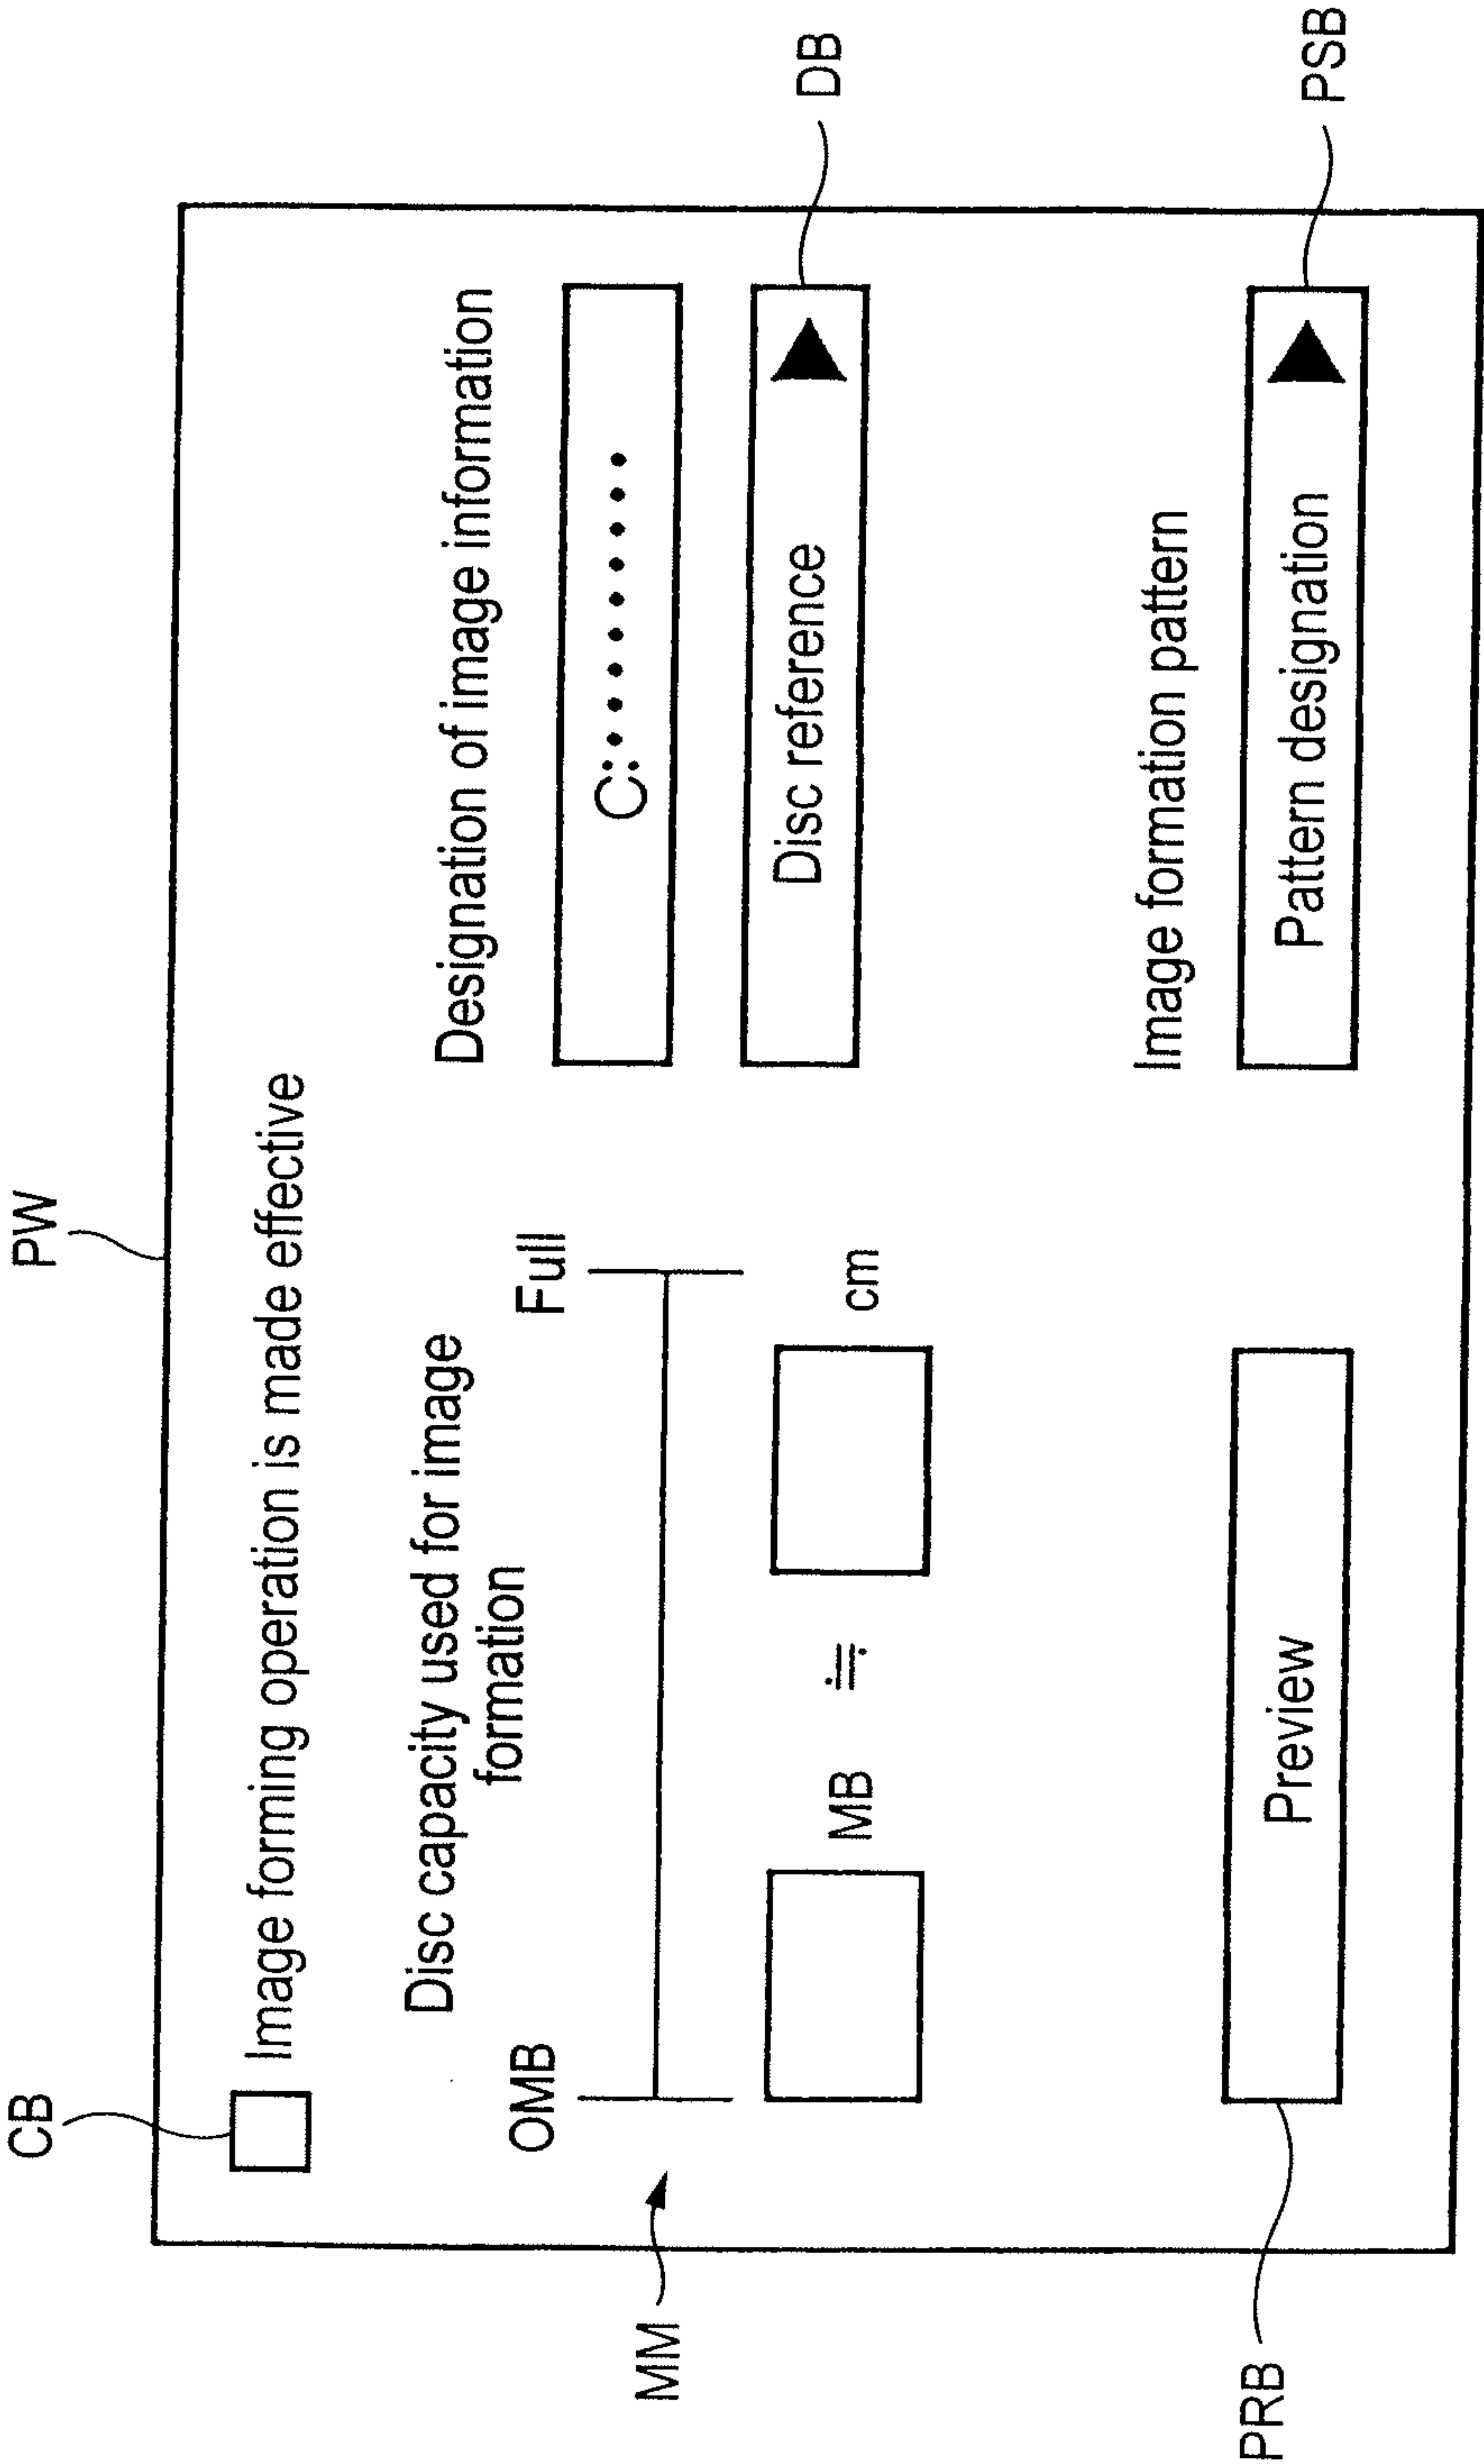 PW
CB
Image forming operation is made effective
Disc capacity used for image
formation
OMB
Full
MM
MB ≒ cm
Preview
PRB
Designation of image information
C:•••••••••
Disc reference ▶
DB
Image formation pattern
Pattern designation ▶
PSB